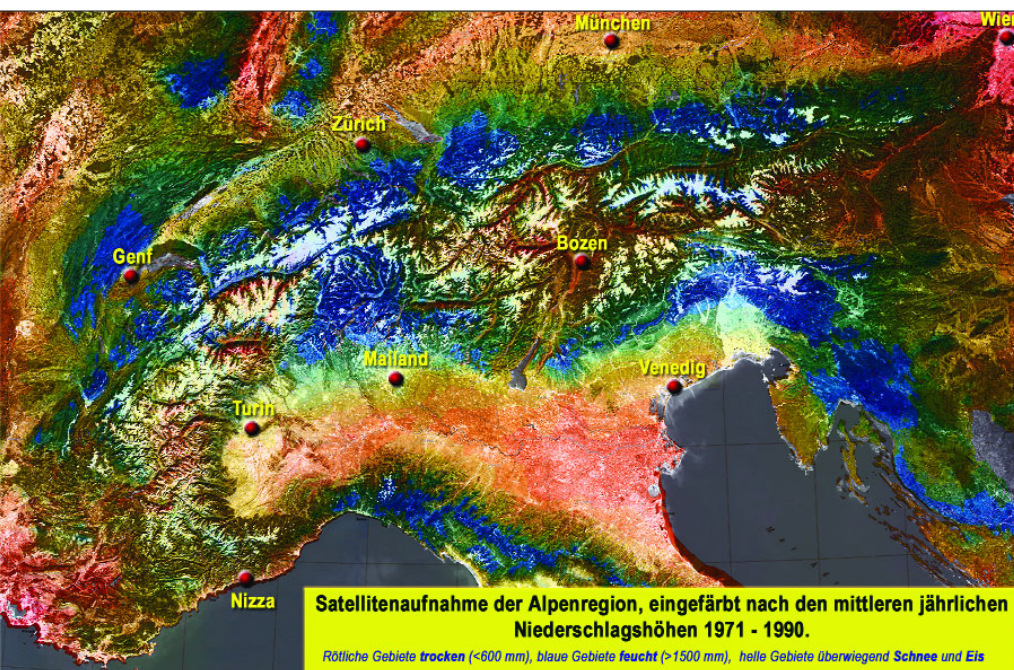 München
Wien
Zürich
Genf
Bozen
Mailand
Venedig
Turin
Nizza
Satellitenaufnahme der Alpenregion, eingefärbt nach den mittleren jährlichen
Niederschlagshöhen 1971 - 1990.
Rötliche Gebiete trocken (<600 mm), blaue Gebiete feucht (>1500 mm), helle Gebiete überwiegend Schnee und Eis